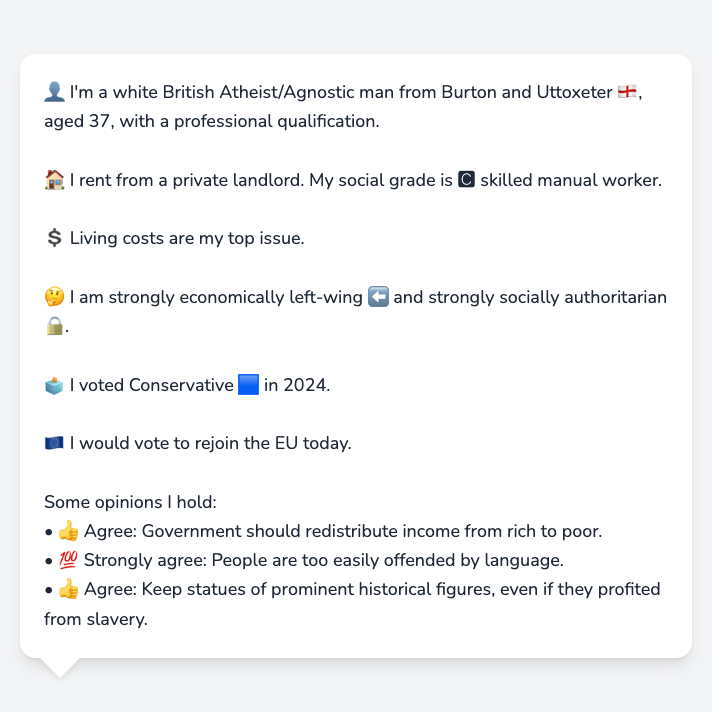 👤 I'm a white British Atheist/Agnostic man from Burton and Uttoxeter 🏴󠁧󠁢󠁥󠁮󠁧󠁿,
aged 37, with a professional qualification.
🏠 I rent from a private landlord. My social grade is 🅲 skilled manual worker.
💲 Living costs are my top issue.
🤔 I am strongly economically left-wing ⬅️ and strongly socially authoritarian
🔒.
🗳️ I voted Conservative 🟦 in 2024.
🇪🇺 I would vote to rejoin the EU today.
Some opinions I hold:
• 👍 Agree: Government should redistribute income from rich to poor.
• 💯 Strongly agree: People are too easily offended by language.
• 👍 Agree: Keep statues of prominent historical figures, even if they profited
from slavery.